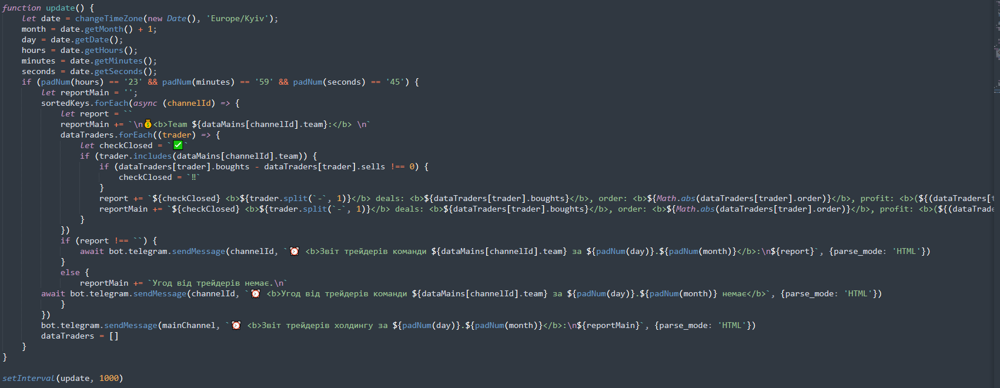 function update() {
let date = changeTimeZone(new Date(), 'Europe/Kyiv');
month = date.getMonth() + 1;
day = date.getDate();
hours = date.getHours();
minutes = date.getMinutes();
seconds = date.getSeconds();
if (padNum(hours) == '23' && padNum(minutes) == '59' && padNum(seconds) == '45') {
let reportMain = '';
sortedKeys.forEach(async (channelId) => {
let report = ``
reportMain += `\n💰<b>Team ${dataMains[channelId].team}:</b> \n`
dataTraders.forEach((trader) => {
let checkClosed = `✅`
if (trader.includes(dataMains[channelId].team)) {
if (dataTraders[trader].boughts - dataTraders[trader].sells !== 0) {
checkClosed = `‼`
}
report += `${checkClosed} <b>${trader.split(`-`, 1)}</b> deals: <b>${dataTraders[trader].boughts}</b>, order: <b>${Math.abs(dataTraders[trader].order)}</b>, profit: <b>(${(dataTraders[t
reportMain += `${checkClosed} <b>${trader.split(`-`, 1)}</b> deals: <b>${dataTraders[trader].boughts}</b>, order: <b>${Math.abs(dataTraders[trader].order)}</b>, profit: <b>(${(dataTrade
}
})
if (report !== ``) {
await bot.telegram.sendMessage(channelId, `⏰ <b>Звіт трейдерів команди ${dataMains[channelId].team} за ${padNum(day)}.${padNum(month)}</b>:\n${report}`, {parse_mode: 'HTML'})
}
else {
reportMain += `Угод від трейдерів немає.\n`
await bot.telegram.sendMessage(channelId, `⏰ <b>Угод від трейдерів команди ${dataMains[channelId].team} за ${padNum(day)}.${padNum(month)} немає</b>`, {parse_mode: 'HTML'})
}
})
bot.telegram.sendMessage(mainChannel, `⏰ <b>Звіт трейдерів холдингу за ${padNum(day)}.${padNum(month)}</b>:\n${reportMain}`, {parse_mode: 'HTML'})
dataTraders = []
}
}
setInterval(update, 1000)